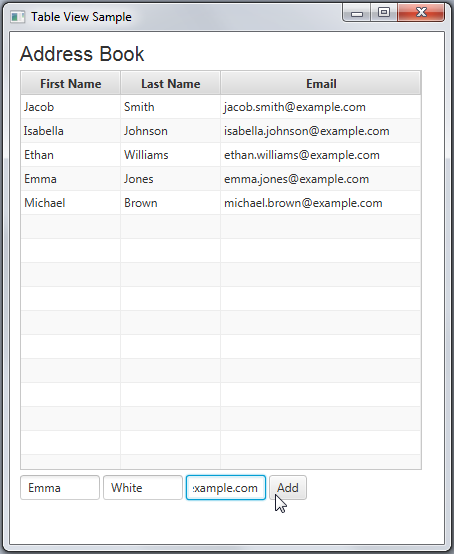 Table View Sample
Address Book
First Name Last Name Email
Jacob Smith jacob.smith@example.com
Isabella Johnson isabella.johnson@example.com
Ethan Williams ethan.williams@example.com
Emma Jones emma.jones@example.com
Michael Brown michael.brown@example.com
Emma White xample.com Add